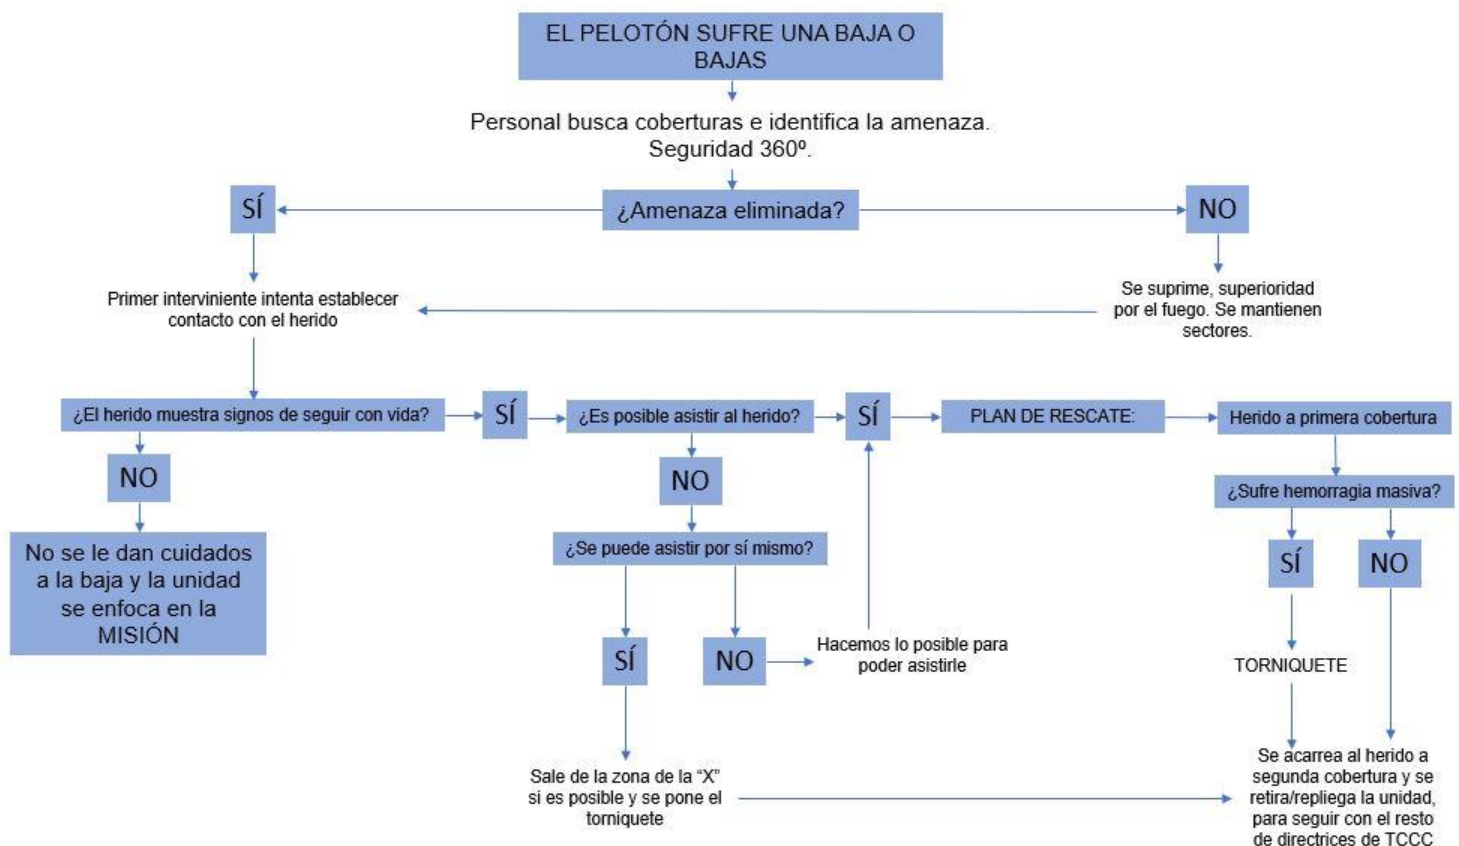 EL PELOTÓN SUFRE UNA BAJA O
BAJAS
Personal busca coberturas e identifica la amenaza.
Seguridad 360º.
SÍ
¿Amenaza eliminada?
NO
Primer interviniente intenta establecer
contacto con el herido
Se suprime, superioridad
por el fuego. Se mantienen
sectores.
¿El herido muestra signos de seguir con vida?
SÍ
¿Es posible asistir al herido?
SÍ
PLAN DE RESCATE:
Herido a primera cobertura
NO
NO
¿Sufre hemorragia masiva?
No se le dan cuidados
a la baja y la unidad
se enfoca en la
MISIÓN
¿Se puede asistir por sí mismo?
SÍ
NO
SÍ
NO
Hacemos lo posible para
poder asistirle
TORNIQUETE
Sale de la zona de la “X”
si es posible y se pone el
torniquete
Se acarrea al herido a
segunda cobertura y se
retira/repliega la unidad,
para seguir con el resto
de directrices de TCCC